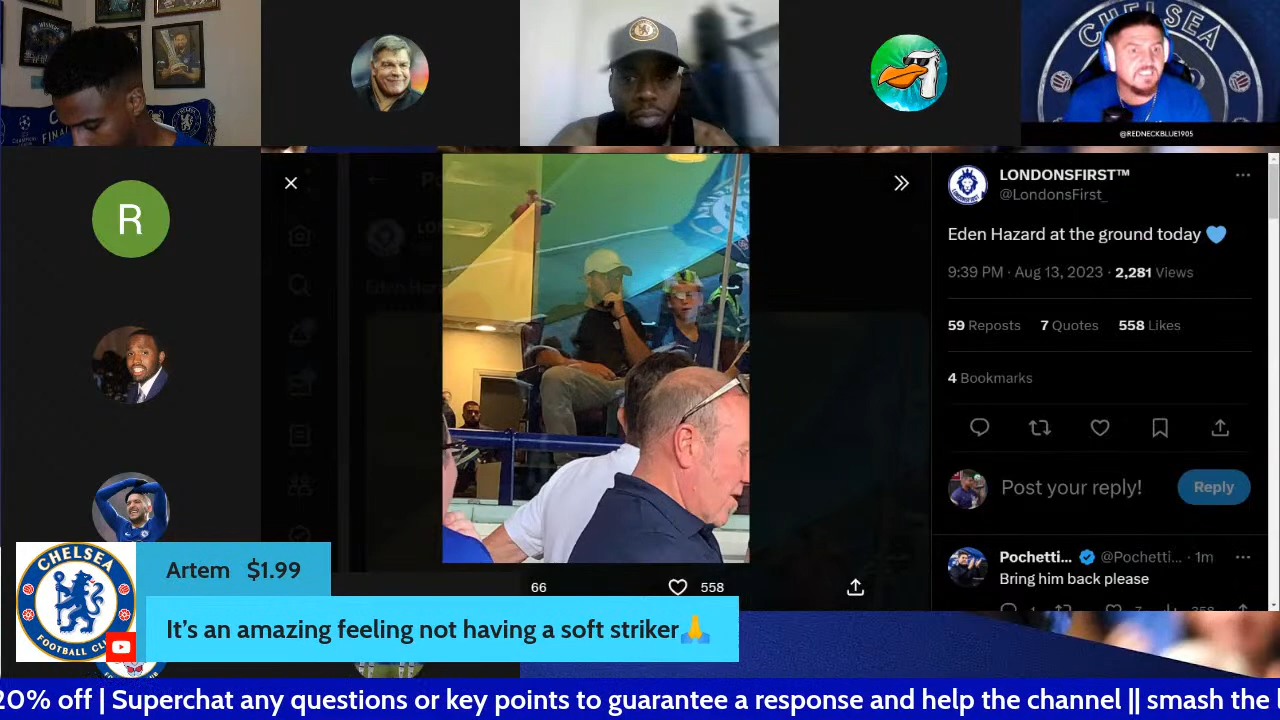 CHELSEA
@REDNECKBLUE1905
R
LONDONSFIRST™
@LondonsFirst_
Eden Hazard at the ground today 💙
9:39 PM · Aug 13, 2023 · 2,281 Views
59 Reposts 7 Quotes 558 Likes
4 Bookmarks
Post your reply!
Reply
Pochetti... @Pochetti... · 1m
Bring him back please
66
558
CHELSEA
FOOTBALL CLU
Artem $1.99
It's an amazing feeling not having a soft striker🙏
20% off | Superchat any questions or key points to guarantee a response and help the channel || smash the